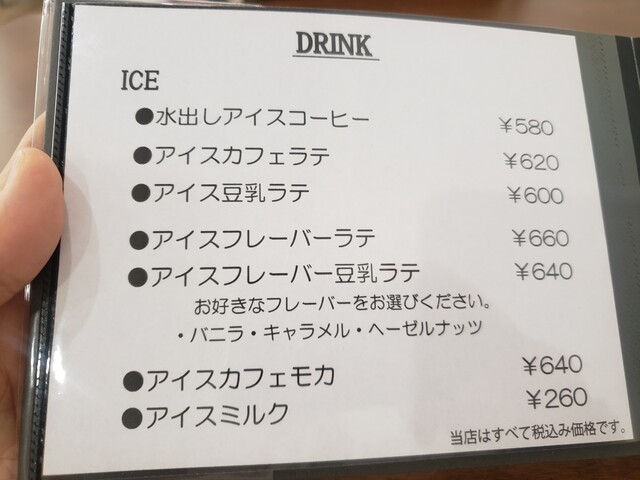 DRINK
ICE
●水出しアイスコーヒー ¥580
●アイスカフェラテ ¥620
●アイス豆乳ラテ ¥600
●アイスフレーバーラテ ¥660
●アイスフレーバー豆乳ラテ ¥640
お好きなフレーバーをお選びください。
・バニラ・キャラメル・ヘーゼルナッツ
●アイスカフェモカ ¥640
●アイスミルク ¥260
当店はすべて税込み価格です。